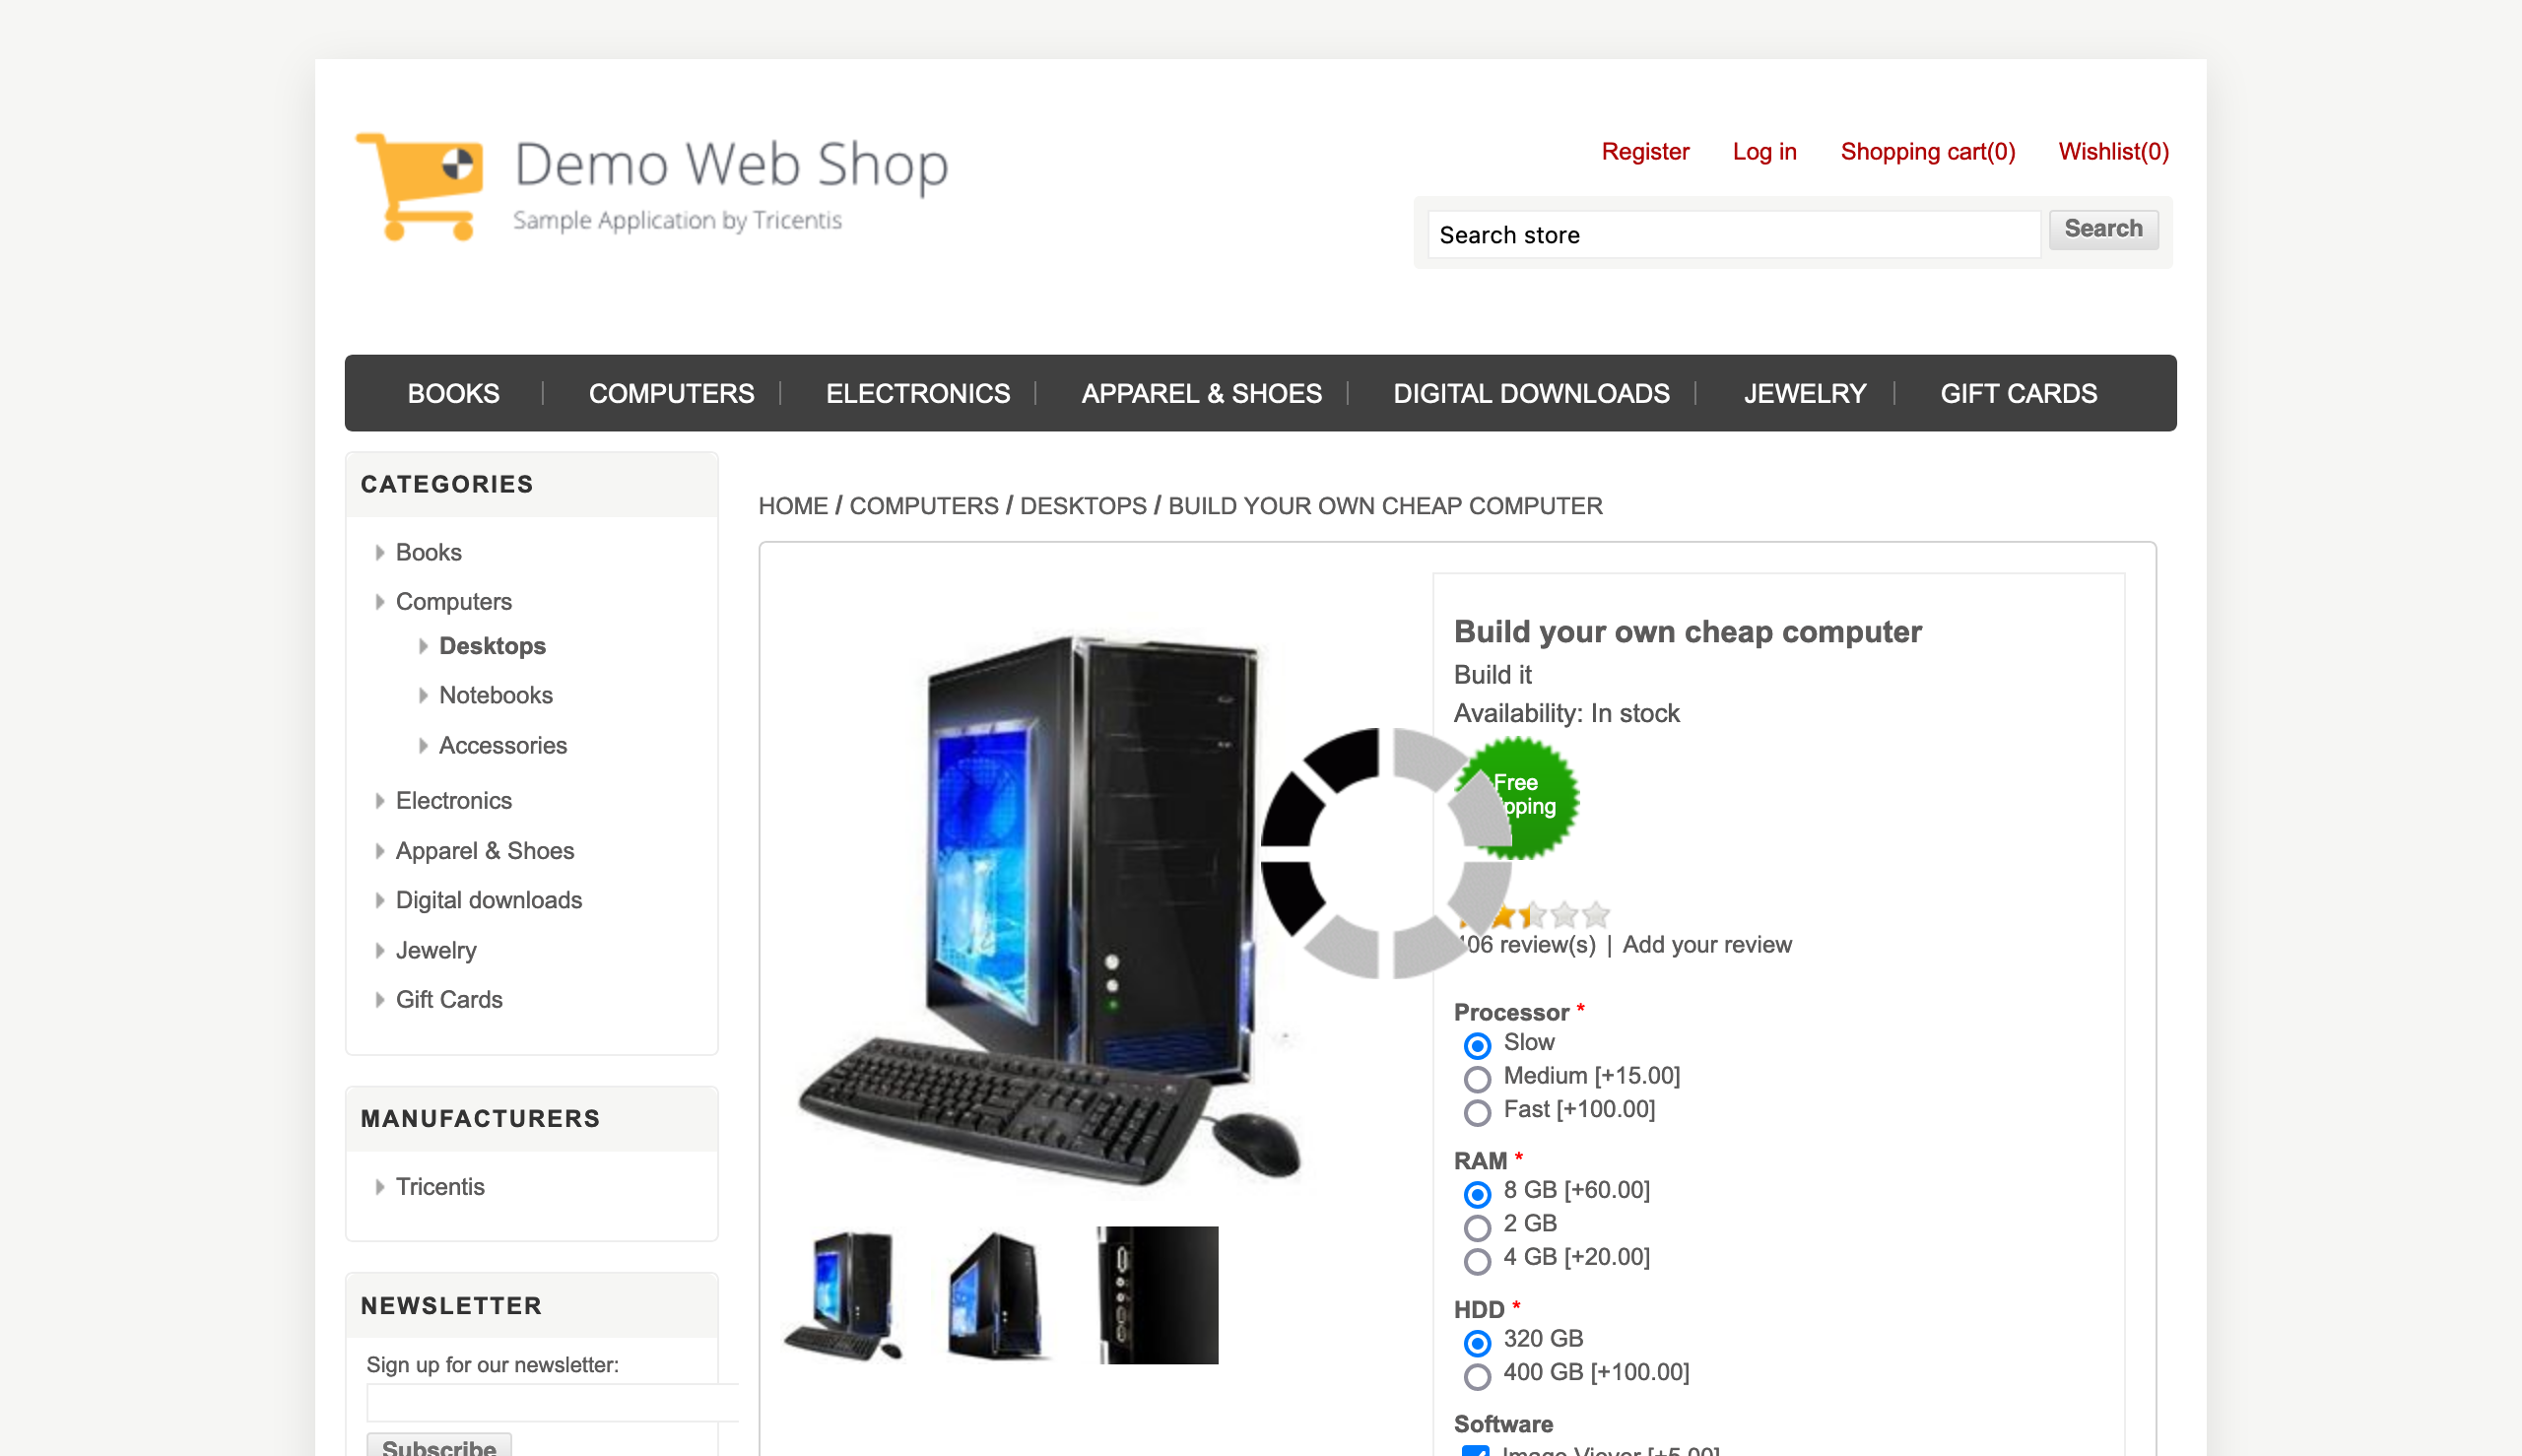 Demo Web Shop
Sample Application by Tricentis
Register Log in Shopping cart(0) Wishlist(0)
Search store Search
BOOKS COMPUTERS ELECTRONICS APPAREL & SHOES DIGITAL DOWNLOADS JEWELRY GIFT CARDS
CATEGORIES
Books
Computers
Desktops
Notebooks
Accessories
Electronics
Apparel & Shoes
Digital downloads
Jewelry
Gift Cards
MANUFACTURERS
Tricentis
NEWSLETTER
Sign up for our newsletter:
Subscribe
HOME / COMPUTERS / DESKTOPS / BUILD YOUR OWN CHEAP COMPUTER
Build your own cheap computer
Build it
Availability: In stock
Free
review(s) | Add your review
Processor *
Slow
Medium [+15.00]
Fast [+100.00]
RAM *
8 GB [+60.00]
2 GB
4 GB [+20.00]
HDD *
320 GB
400 GB [+100.00]
Software
Image Viever [+5.00]